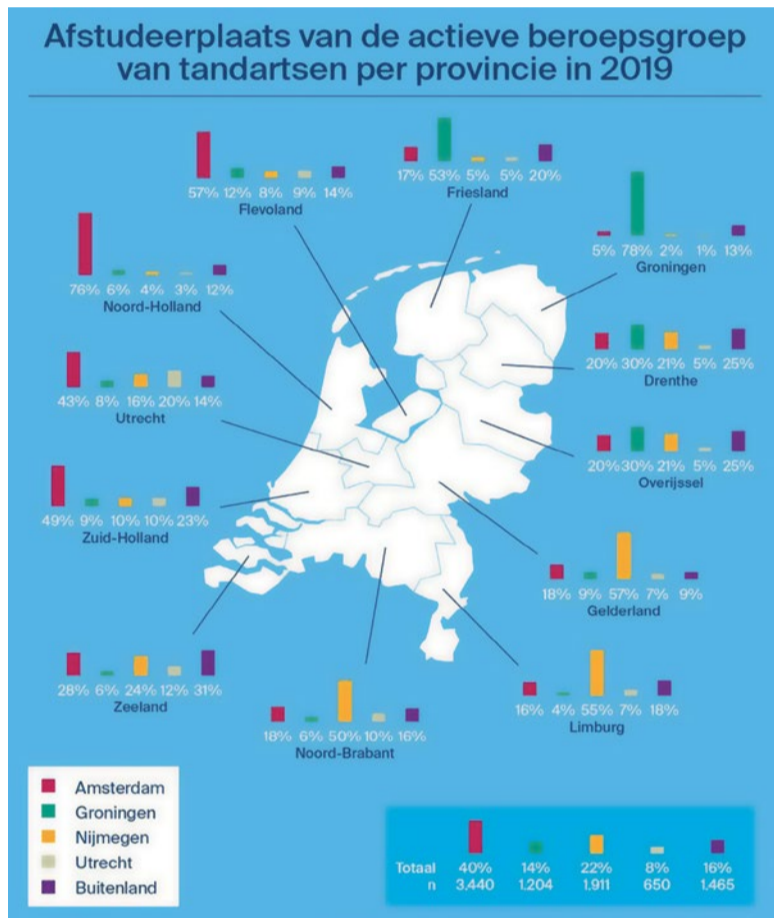 Afstudeerplaats van de actieve beroepsgroep
van tandartsen per provincie in 2019
57% 12% 8% 9% 14%
Flevoland
17% 53% 5% 5% 20%
Friesland
5% 78% 2% 1% 13%
Groningen
76% 6% 4% 3% 12%
Noord-Holland
20% 30% 21% 5% 25%
Drenthe
43% 8% 16% 20% 14%
Utrecht
20% 30% 21% 5% 25%
Overijssel
49% 9% 10% 10% 23%
Zuid-Holland
18% 9% 57% 7% 9%
Gelderland
28% 6% 24% 12% 31%
Zeeland
16% 4% 55% 7% 18%
Limburg
18% 6% 50% 10% 16%
Noord-Brabant
Amsterdam
Groningen
Nijmegen
Utrecht
Buitenland
Totaal 40% 14% 22% 8% 16%
n 3.440 1.204 1.911 650 1.465